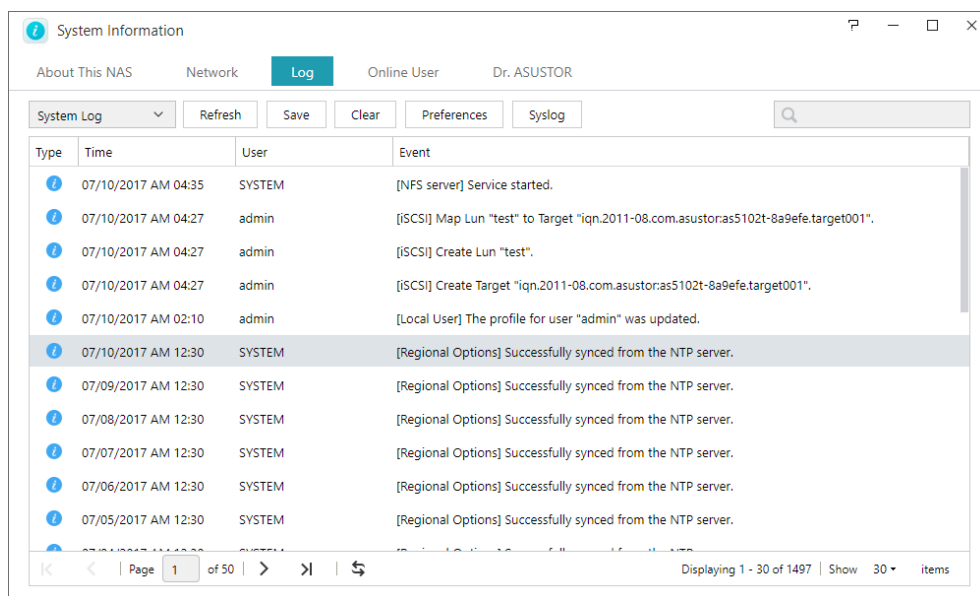 System Information
About This NAS Network Log Online User Dr. ASUSTOR
System Log Refresh Save Clear Preferences Syslog
Type Time User Event
07/10/2017 AM 04:35 SYSTEM [NFS server] Service started.
07/10/2017 AM 04:27 admin [iSCSI] Map Lun "test" to Target "iqn.2011-08.com.asustor:as5102t-8a9efe.target001".
07/10/2017 AM 04:27 admin [iSCSI] Create Lun "test".
07/10/2017 AM 04:27 admin [iSCSI] Create Target "iqn.2011-08.com.asustor:as5102t-8a9efe.target001".
07/10/2017 AM 02:10 admin [Local User] The profile for user "admin" was updated.
07/10/2017 AM 12:30 SYSTEM [Regional Options] Successfully synced from the NTP server.
07/09/2017 AM 12:30 SYSTEM [Regional Options] Successfully synced from the NTP server.
07/08/2017 AM 12:30 SYSTEM [Regional Options] Successfully synced from the NTP server.
07/07/2017 AM 12:30 SYSTEM [Regional Options] Successfully synced from the NTP server.
07/06/2017 AM 12:30 SYSTEM [Regional Options] Successfully synced from the NTP server.
07/05/2017 AM 12:30 SYSTEM [Regional Options] Successfully synced from the NTP server.
Page 1 of 50 Displaying 1 - 30 of 1497 Show 30 items